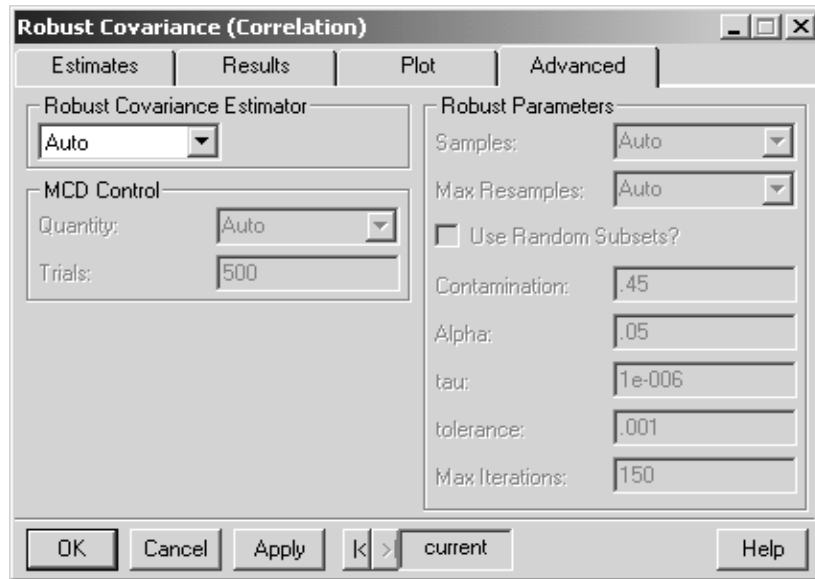 Robust Covariance (Correlation)
Estimates Results Plot Advanced
Robust Covariance Estimator
Auto
MCD Control
Quantity: Auto
Trials: 500
Robust Parameters
Samples: Auto
Max Resamples: Auto
Use Random Subsets?
Contamination: .45
Alpha: .05
tau: 1e-006
tolerance: .001
Max Iterations: 150
OK Cancel Apply |< >| current Help